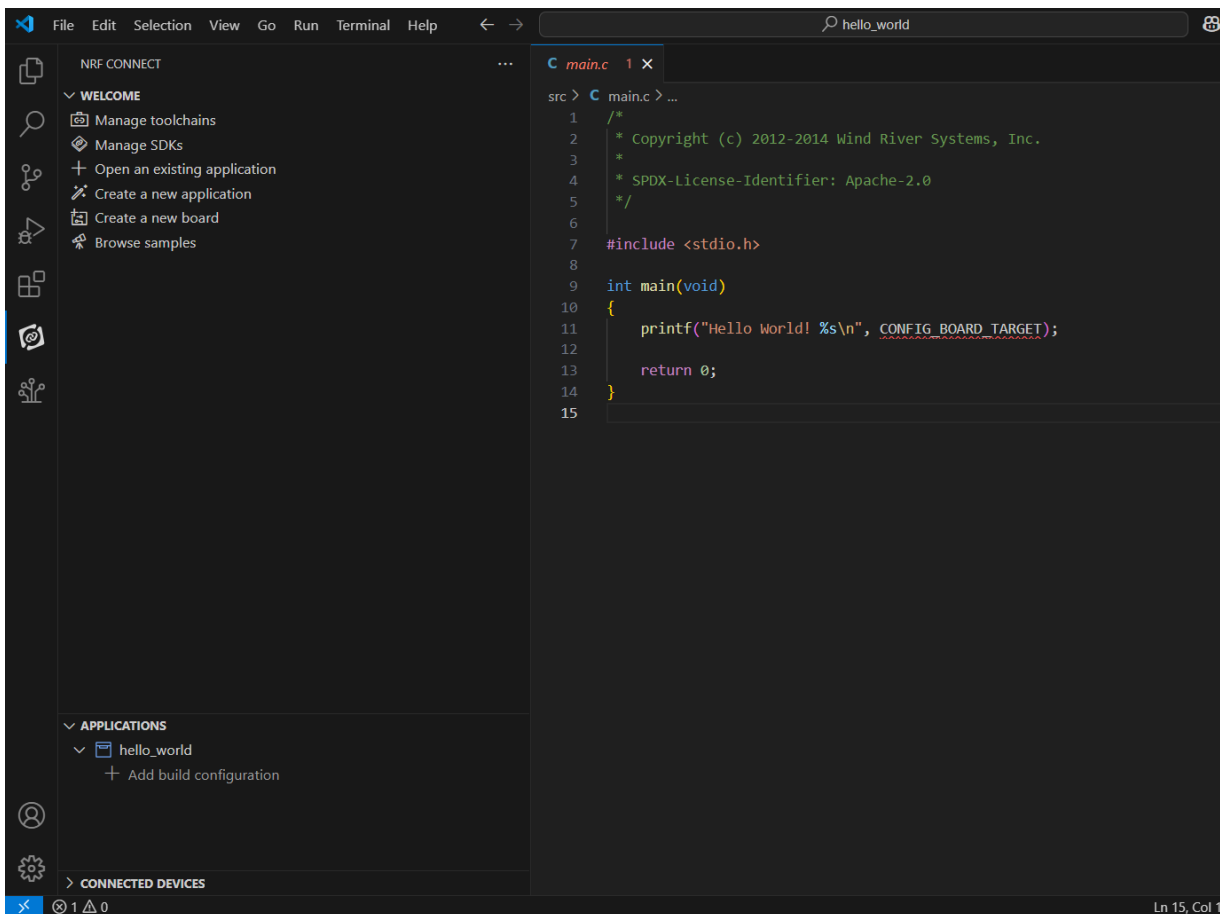 File Edit Selection View Go Run Terminal Help
hello_world
NRF CONNECT
WELCOME
Manage toolchains
Manage SDKs
Open an existing application
Create a new application
Create a new board
Browse samples
APPLICATIONS
hello_world
Add build configuration
CONNECTED DEVICES
C main.c 1
src > C main.c > ...
1 /*
2  * Copyright (c) 2012-2014 Wind River Systems, Inc.
3  *
4  * SPDX-License-Identifier: Apache-2.0
5  */
6
7 #include <stdio.h>
8
9 int main(void)
10 {
11     printf("Hello World! %s\n", CONFIG_BOARD_TARGET);
12
13     return 0;
14 }
15
1 0
Ln 15, Col 1